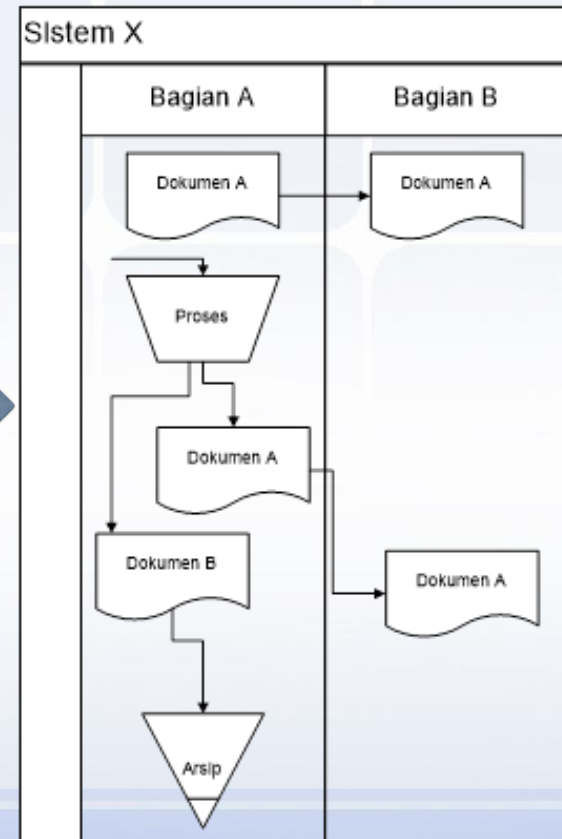 SIstem X
Bagian A
Bagian B
Dokumen A
Dokumen A
Proses
Dokumen A
Dokumen B
Dokumen A
Arsip